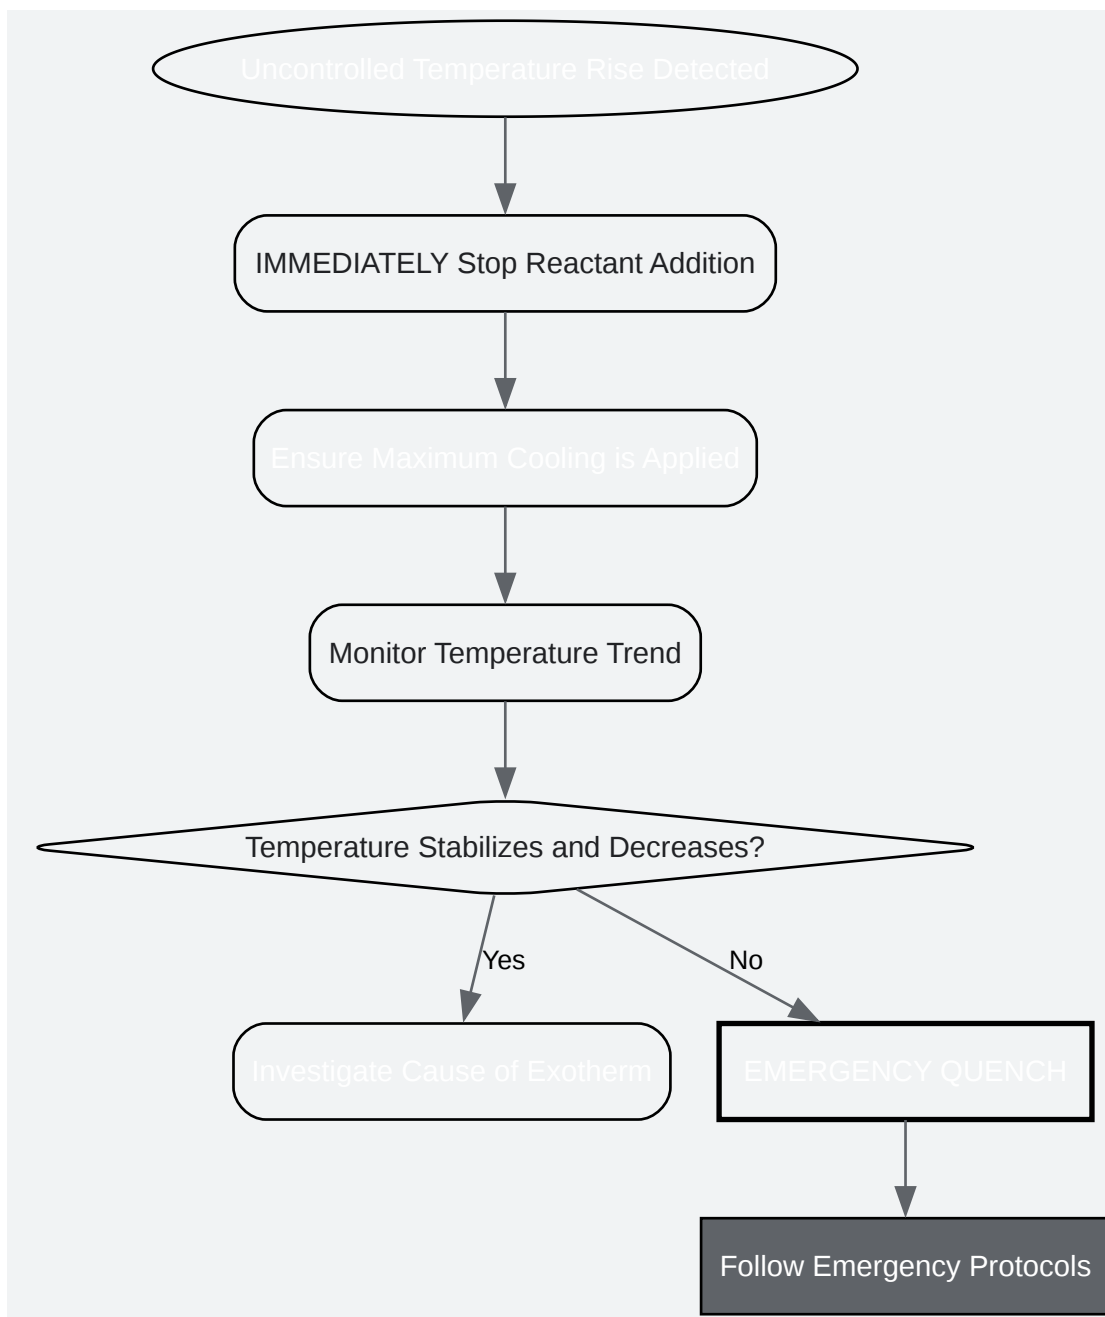 Uncontrolled Temperature Rise Detected
IMMEDIATELY Stop Reactant Addition
Ensure Maximum Cooling is Applied
Monitor Temperature Trend
Temperature Stabilizes and Decreases?
Yes
No
Investigate Cause of Exotherm
EMERGENCY QUENCH
Follow Emergency Protocols